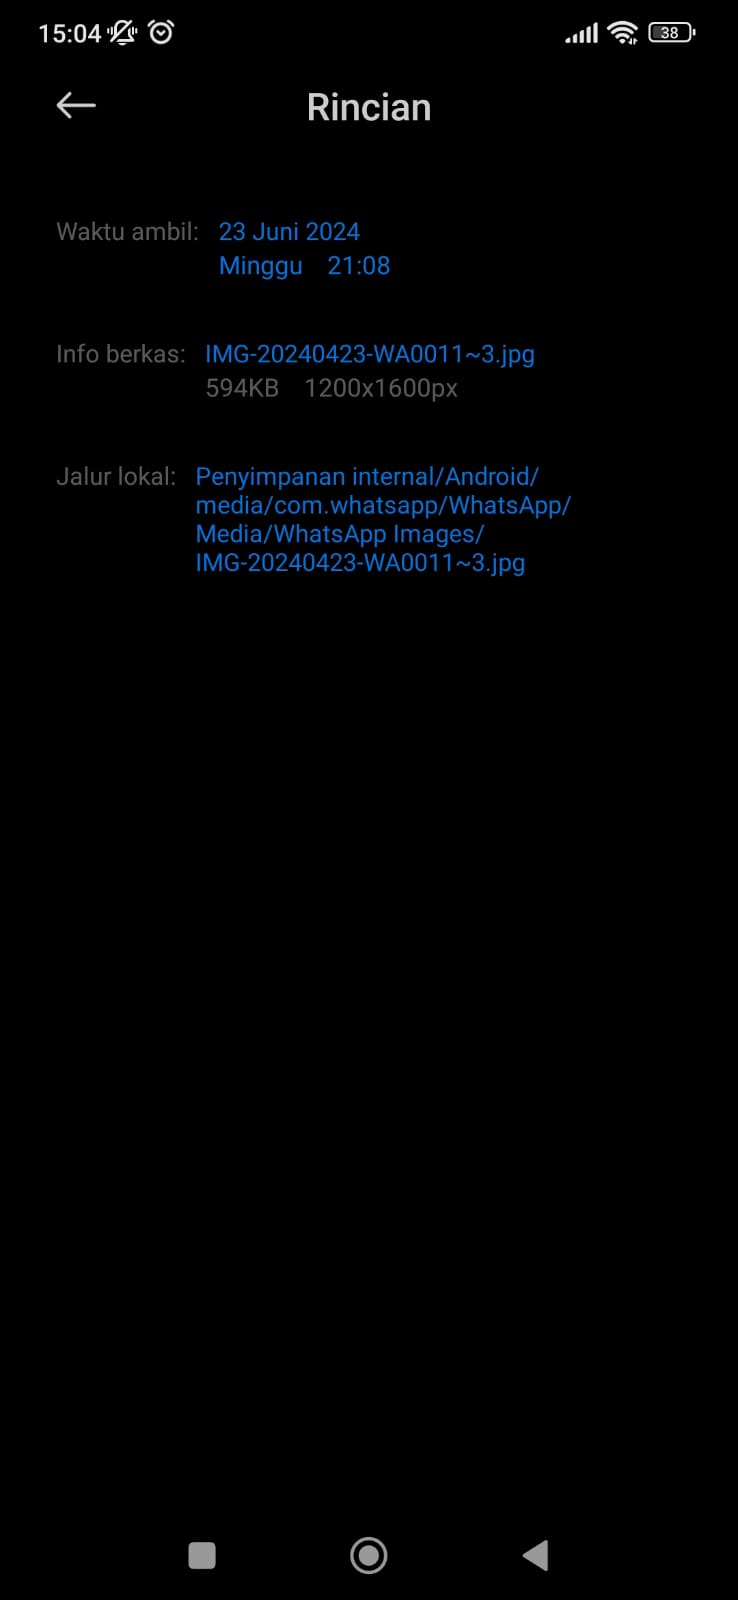 15:04
38
Rincian
Waktu ambil: 23 Juni 2024
Minggu 21:08
Info berkas: IMG-20240423-WA0011~3.jpg
594KB 1200x1600px
Jalur lokal: Penyimpanan internal/Android/
media/com.whatsapp/WhatsApp/
Media/WhatsApp Images/
IMG-20240423-WA0011~3.jpg